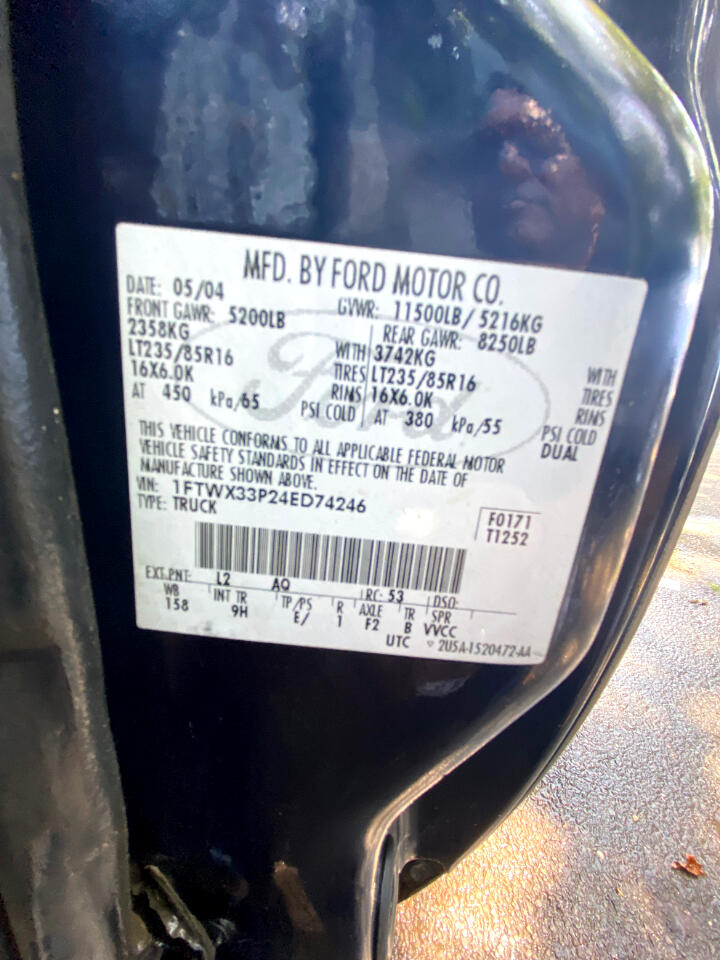 MFD. BY FORD MOTOR CO.
DATE: 05/04 GVWR: 11500LB/ 5216KG
FRONT GAWR: 5200LB REAR GAWR: 8250LB
2358KG WITH 3742KG WITH
LT235/85R16 TIRES LT235/85R16 TIRES
16X6.0K RIMS 16X6.0K RIMS
AT 450 kPa/65 PSI COLD AT 380 kPa/55 PSI COLD
DUAL
THIS VEHICLE CONFORMS TO ALL APPLICABLE FEDERAL MOTOR
VEHICLE SAFETY STANDARDS IN EFFECT ON THE DATE OF
MANUFACTURE SHOWN ABOVE.
VIN: 1FTWX33P24ED74246
TYPE: TRUCK
F0171
T1252
EXT PNT: L2 AQ RC: 53 DSO:
WB INT TR TP/PS R AXLE TR SPR
158 9H E/ 1 F2 B VVCC
UTC ▽ 2U5A-1520472-AA
Ford